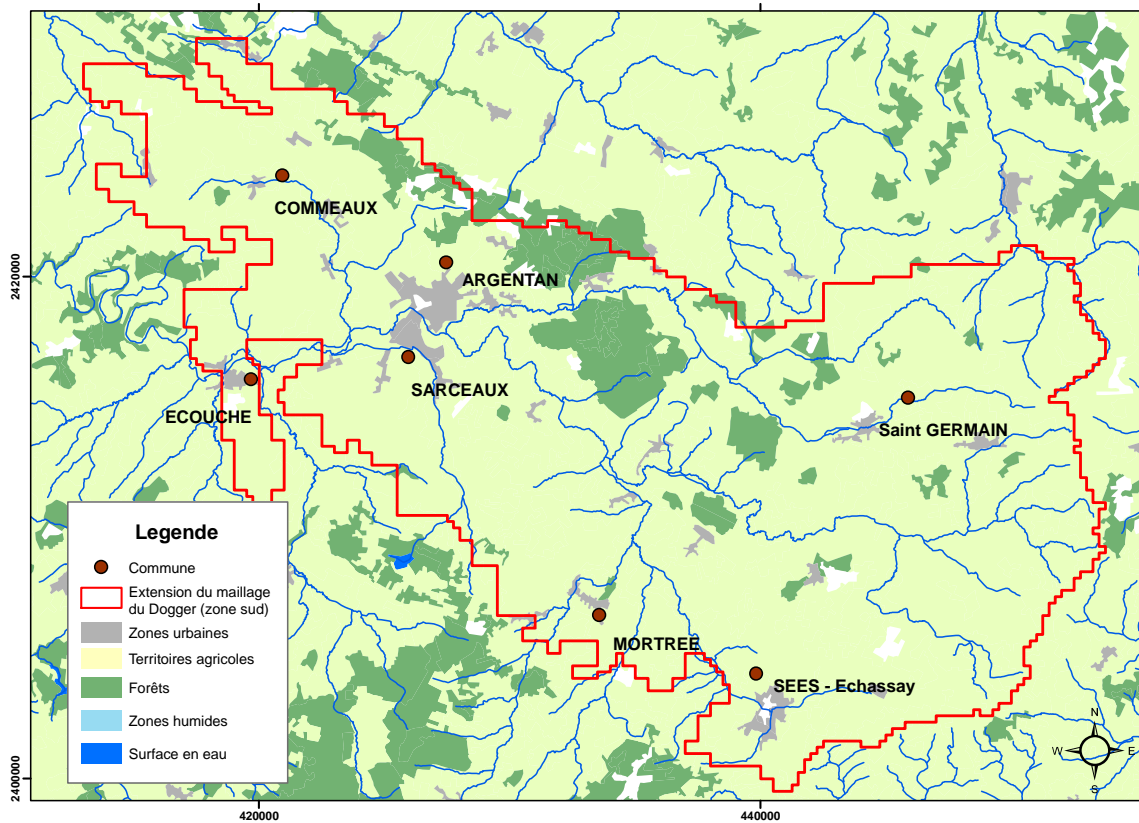 COMMEAUX
2420000
ARGENTAN
SARCEAUX
ECOUCHE
Saint GERMAIN
Legende
Commune
Extension du maillage
du Dogger (zone sud)
Zones urbaines
Territoires agricoles
Forêts
Zones humides
Surface en eau
MORTREE
SEES - Echassay
N
W
E
S
2400000
420000
440000